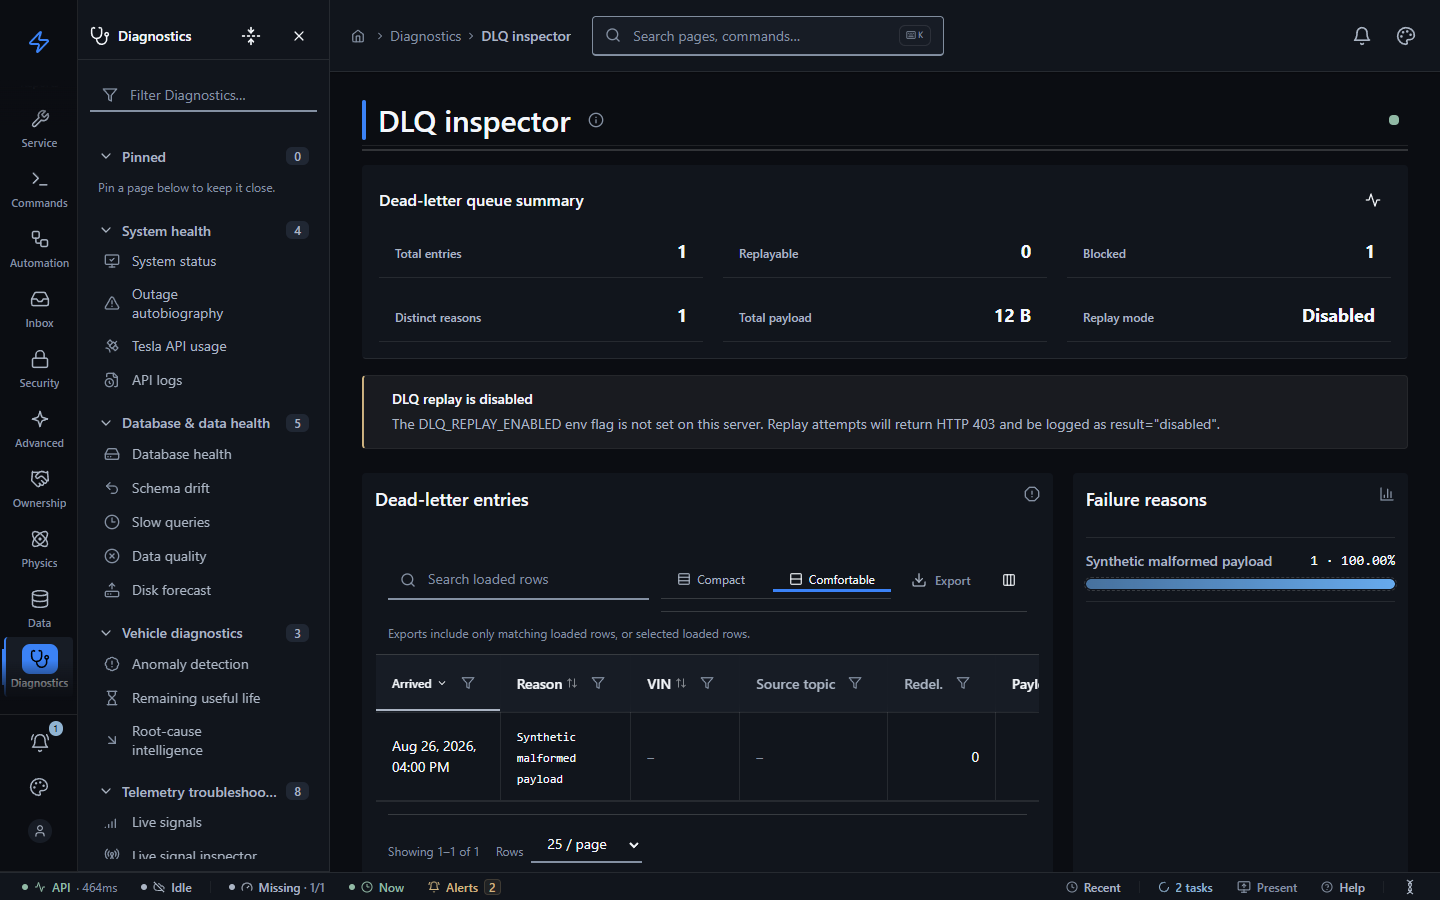 Diagnostics
Filter Diagnostics...
Pinned 0
Pin a page below to keep it close.
System health 4
System status
Outage
autobiography
Tesla API usage
API logs
Database & data health 5
Database health
Schema drift
Slow queries
Data quality
Disk forecast
Vehicle diagnostics 3
Anomaly detection
Remaining useful life
Root-cause
intelligence
Telemetry troubleshoo... 8
Live signals
Live signal inspector
Service
Commands
Automation
Inbox
Security
Advanced
Ownership
Physics
Data
Diagnostics
1
Diagnostics DLQ inspector
Search pages, commands... K
DLQ inspector
Dead-letter queue summary
Total entries 1 Replayable 0 Blocked 1
Distinct reasons 1 Total payload 12 B Replay mode Disabled
DLQ replay is disabled
The DLQ_REPLAY_ENABLED env flag is not set on this server. Replay attempts will return HTTP 403 and be logged as result="disabled".
Dead-letter entries
Search loaded rows Compact Comfortable Export
Exports include only matching loaded rows, or selected loaded rows.
Arrived Reason VIN Source topic Redel. Paylo
Aug 26, 2026,
04:00 PM
Synthetic
malformed
payload
– – 0
Showing 1–1 of 1 Rows 25 / page
Failure reasons
Synthetic malformed payload 1 · 100.00%
API · 464ms Idle Missing · 1/1 Now Alerts 2 Recent 2 tasks Present Help